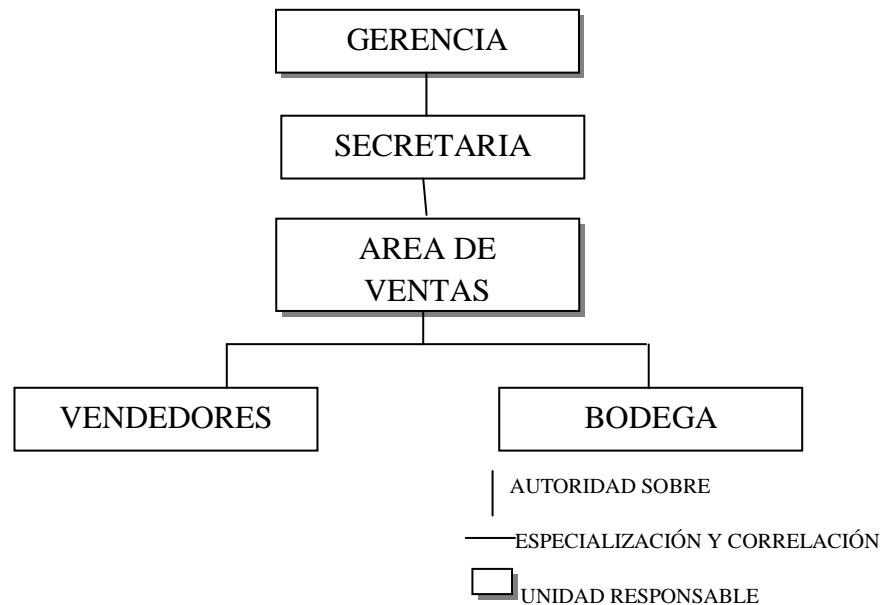 GERENCIA
SECRETARIA
AREA DE
VENTAS
VENDEDORES
BODEGA
AUTORIDAD SOBRE
ESPECIALIZACIÓN Y CORRELACIÓN
UNIDAD RESPONSABLE